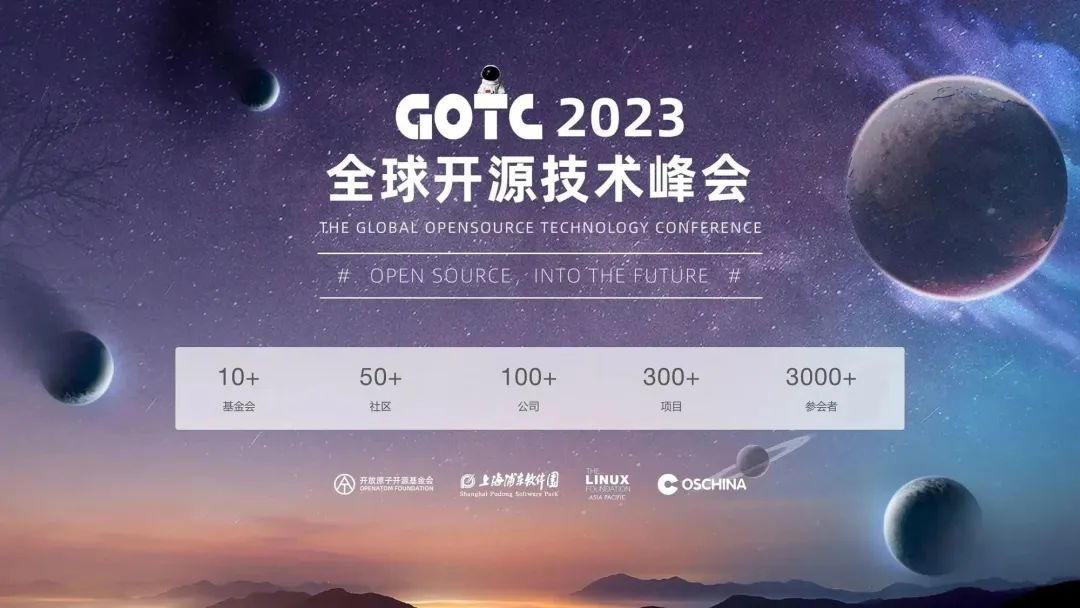 GOTC 2023
全球开源技术峰会
THE GLOBAL OPENSOURCE TECHNOLOGY CONFERENCE
# OPEN SOURCE, INTO THE FUTURE #
10+ 50+ 100+ 300+ 3000+
基金会 社区 公司 项目 参会者
开放原子开源基金会
OPENATOM FOUNDATION
上海浦东软件园
Shanghai Pudong Software Park
THE
LINUX
FOUNDATION
ASIA PACIFIC
OSCHINA